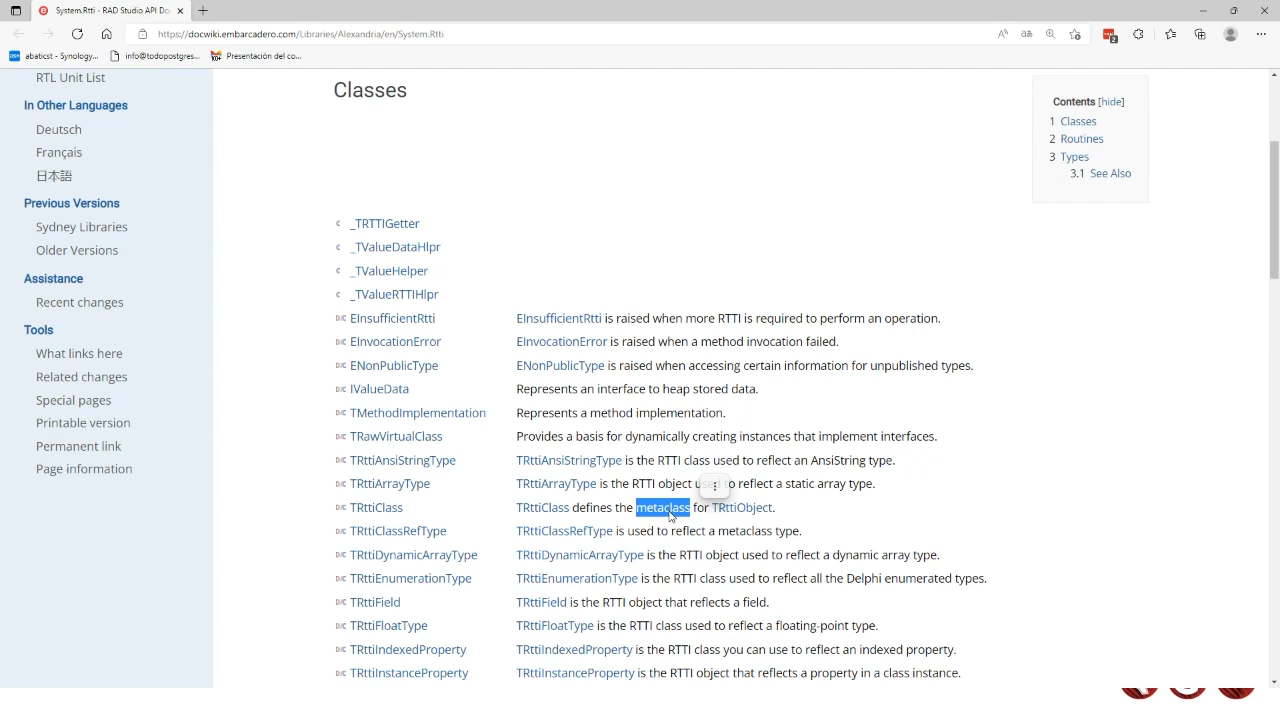 System.Rtti - RAD Studio API Do
https://docwiki.embarcadero.com/Libraries/Alexandria/en/System.Rtti
abaticst - Synology...
info@todopostgres...
Presentación del co...
RTL Unit List
In Other Languages
Deutsch
Français
日本語
Previous Versions
Sydney Libraries
Older Versions
Assistance
Recent changes
Tools
What links here
Related changes
Special pages
Printable version
Permanent link
Page information
Classes
Contents [hide]
1 Classes
2 Routines
3 Types
3.1 See Also
C _TRTTIGetter
C _TValueDataHlpr
C _TValueHelper
C _TValueRTTIHlpr
D/C EInsufficientRtti EInsufficientRtti is raised when more RTTI is required to perform an operation.
D/C EInvocationError EInvocationError is raised when a method invocation failed.
D/C ENonPublicType ENonPublicType is raised when accessing certain information for unpublished types.
D/C IValueData Represents an interface to heap stored data.
D/C TMethodImplementation Represents a method implementation.
D/C TRawVirtualClass Provides a basis for dynamically creating instances that implement interfaces.
D/C TRttiAnsiStringType TRttiAnsiStringType is the RTTI class used to reflect an AnsiString type.
D/C TRttiArrayType TRttiArrayType is the RTTI object used to reflect a static array type.
D/C TRttiClass TRttiClass defines the metaclass for TRttiObject.
D/C TRttiClassRefType TRttiClassRefType is used to reflect a metaclass type.
D/C TRttiDynamicArrayType TRttiDynamicArrayType is the RTTI object used to reflect a dynamic array type.
D/C TRttiEnumerationType TRttiEnumerationType is the RTTI class used to reflect all the Delphi enumerated types.
D/C TRttiField TRttiField is the RTTI object that reflects a field.
D/C TRttiFloatType TRttiFloatType is the RTTI class used to reflect a floating-point type.
D/C TRttiIndexedProperty TRttiIndexedProperty is the RTTI class you can use to reflect an indexed property.
D/C TRttiInstanceProperty TRttiInstanceProperty is the RTTI object that reflects a property in a class instance.